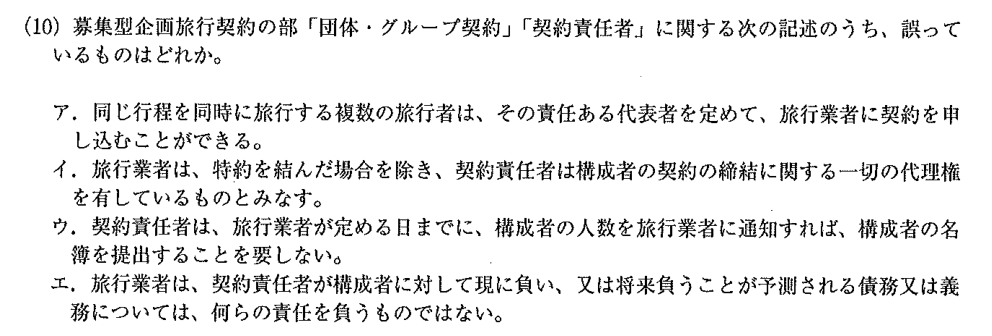 (10) 募集型企画旅行契約の部「団体・グループ契約」「契約責任者」に関する次の記述のうち、誤って
いるものはどれか。
ア．同じ行程を同時に旅行する複数の旅行者は、その責任ある代表者を定めて、旅行業者に契約を申
し込むことができる。
イ．旅行業者は、特約を結んだ場合を除き、契約責任者は構成者の契約の締結に関する一切の代理権
を有しているものとみなす。
ウ．契約責任者は、旅行業者が定める日までに、構成者の人数を旅行業者に通知すれば、構成者の名
簿を提出することを要しない。
エ．旅行業者は、契約責任者が構成者に対して現に負い、又は将来負うことが予測される債務又は義
務については、何らの責任を負うものではない。